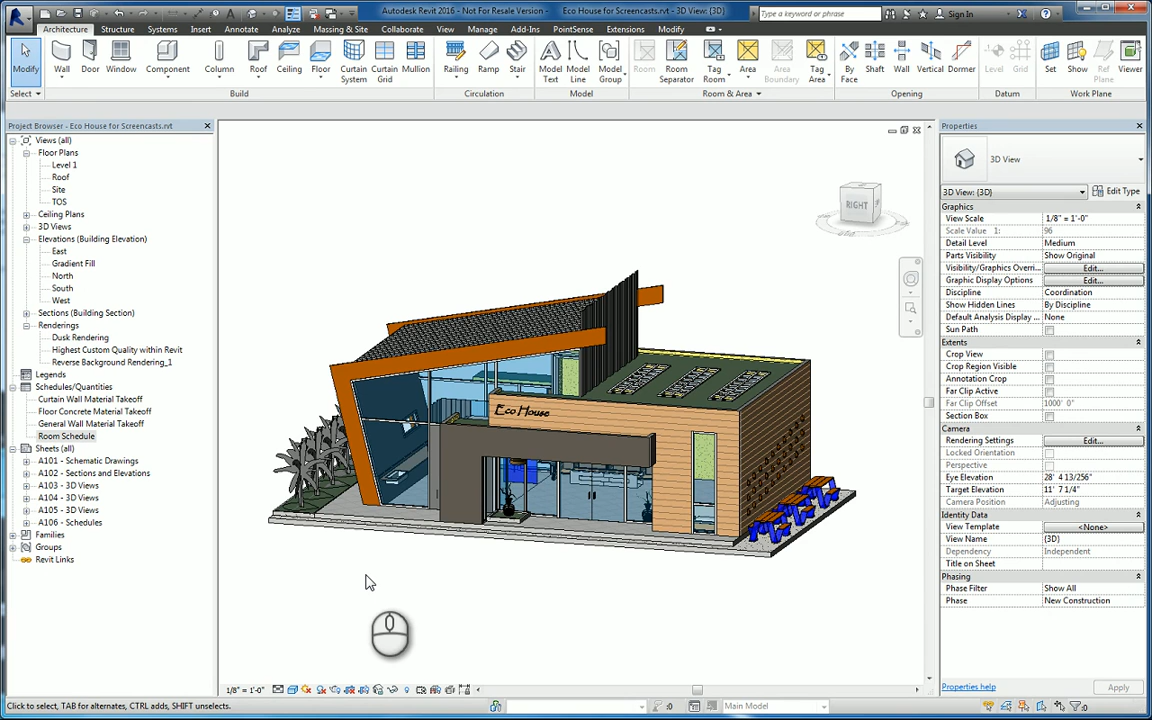 Autodesk Revit 2016 - Not For Resale Version - Eco House for Screencasts.rvt - 3D View: {3D}
Type a keyword or phrase
Sign In
Architecture Structure Systems Insert Annotate Analyze Massing & Site Collaborate View Manage Add-Ins PointSense Extensions Modify
Modify Wall Door Window Component Column Roof Ceiling Floor Curtain System Curtain Grid Mullion Railing Ramp Stair Model Text Model Line Model Group Room Room Separator Tag Room Area Area Boundary Tag Area By Face Shaft Wall Vertical Dormer Level Grid Set Show Ref Plane Viewer
Select Build Circulation Model Room & Area Opening Datum Work Plane
Project Browser - Eco House for Screencasts.rvt
Views (all)
Floor Plans
Level 1
Roof
Site
TOS
Ceiling Plans
3D Views
Elevations (Building Elevation)
East
Gradient Fill
North
South
West
Sections (Building Section)
Renderings
Dusk Rendering
Highest Custom Quality within Revit
Reverse Background Rendering_1
Legends
Schedules/Quantities
Curtain Wall Material Takeoff
Floor Concrete Material Takeoff
General Wall Material Takeoff
Room Schedule
Sheets (all)
A101 - Schematic Drawings
A102 - Sections and Elevations
A103 - 3D Views
A104 - 3D Views
A105 - 3D Views
A106 - Schedules
Families
Groups
Revit Links
RIGHT
Eco House
Properties
3D View
3D View: {3D} Edit Type
Graphics
View Scale 1/8" = 1'-0"
Scale Value 1: 96
Detail Level Medium
Parts Visibility Show Original
Visibility/Graphics Overri... Edit...
Graphic Display Options Edit...
Discipline Coordination
Show Hidden Lines By Discipline
Default Analysis Display ... None
Sun Path
Extents
Crop View
Crop Region Visible
Annotation Crop
Far Clip Active
Far Clip Offset 1000' 0"
Section Box
Camera
Rendering Settings Edit...
Locked Orientation
Perspective
Eye Elevation 28' 4 13/256"
Target Elevation 11' 7 1/4"
Camera Position Adjusting
Identity Data
View Template <None>
View Name {3D}
Dependency Independent
Title on Sheet
Phasing
Phase Filter Show All
Phase New Construction
Properties help Apply
1/8" = 1'-0"
Click to select, TAB for alternates, CTRL adds, SHIFT unselects.
:0 Main Model :0